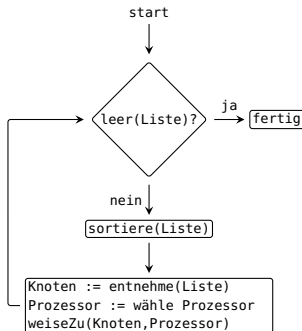 start
leer(Liste)?
ja
fertig
nein
sortiere(Liste)
Knoten := entnehme(Liste)
Prozessor := wähle Prozessor
weiseZu(Knoten,Prozessor)